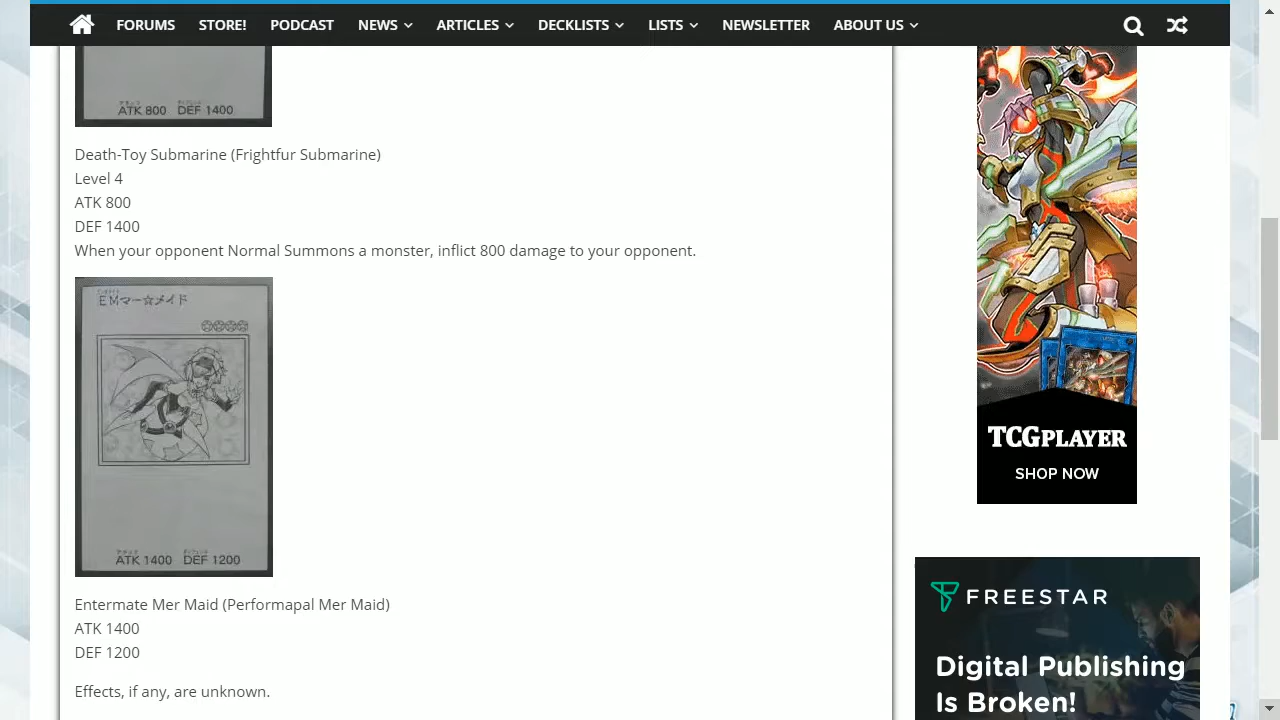 FORUMS STORE! PODCAST NEWS ARTICLES DECKLISTS LISTS NEWSLETTER ABOUT US
ATK 800 DEF 1400
Death-Toy Submarine (Frightfur Submarine)
Level 4
ATK 800
DEF 1400
When your opponent Normal Summons a monster, inflict 800 damage to your opponent.
EMマー☆メイド
ATK 1400 DEF 1200
Entermate Mer Maid (Performapal Mer Maid)
ATK 1400
DEF 1200
Effects, if any, are unknown.
TCGPLAYER
SHOP NOW
FREESTAR
Digital Publishing
Is Broken!